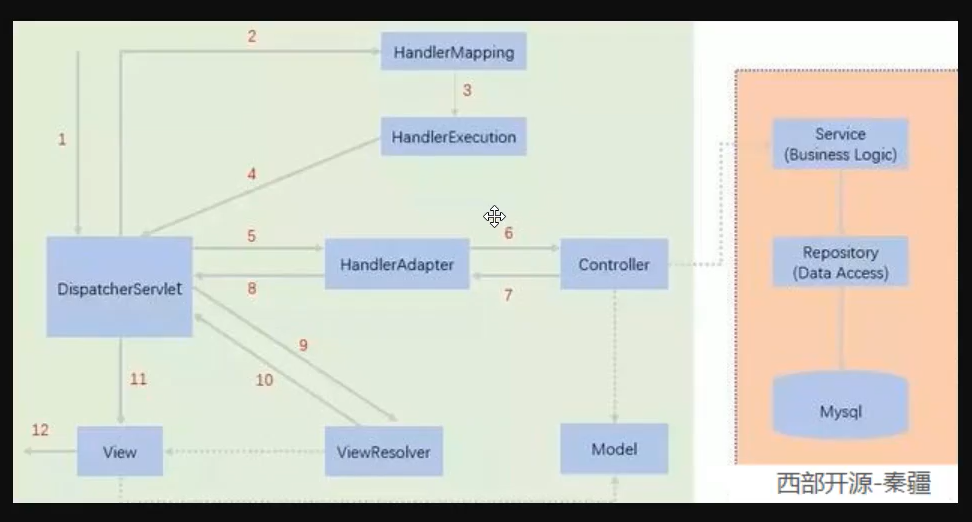 2
HandlerMapping
3
1
HandlerExecution
Service
(Business Logic)
4
5
6
HandlerAdapter
Controller
Repository
(Data Access)
DispatcherServlet
8
7
9
10
11
Mysql
12
View
ViewResolver
Model
西部开源-秦疆